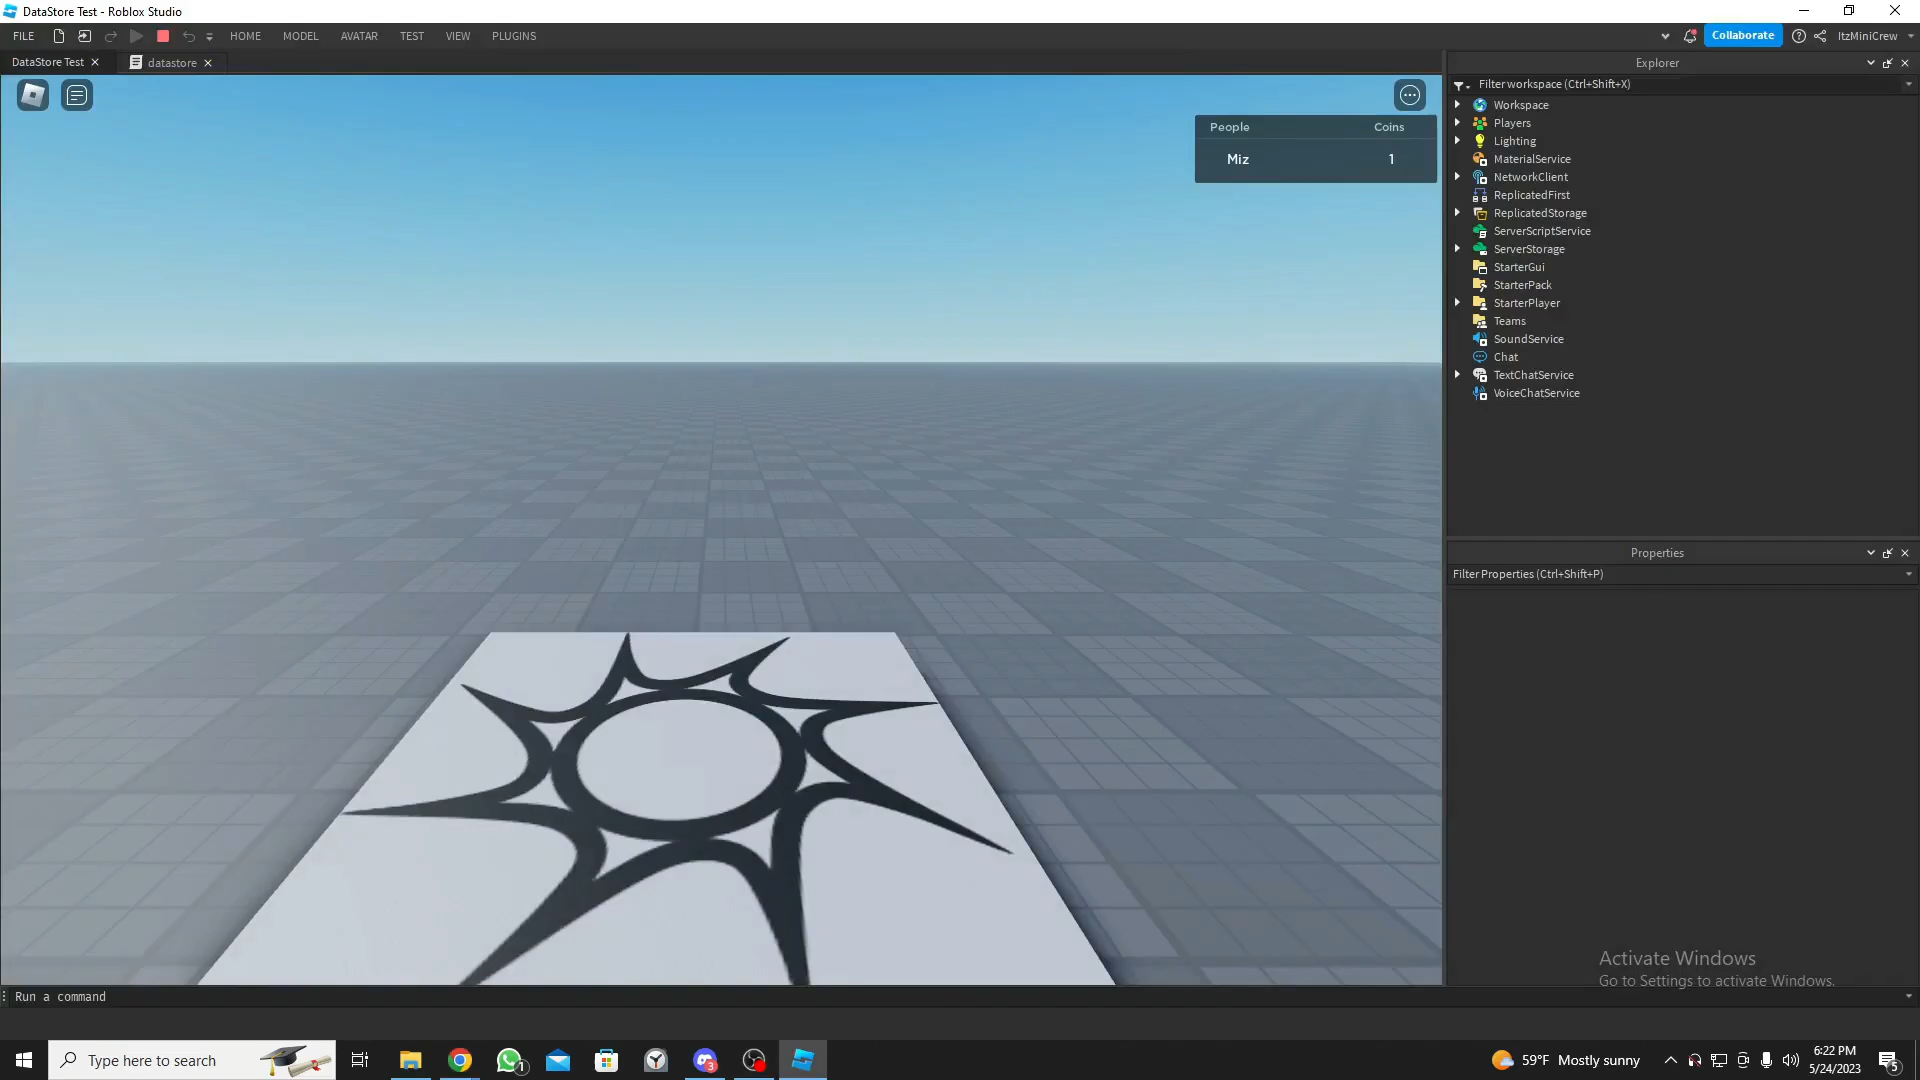 DataStore Test - Roblox Studio
FILE HOME MODEL AVATAR TEST VIEW PLUGINS Collaborate ItzMiniCrew
DataStore Test datastore
Explorer
Filter workspace (Ctrl+Shift+X)
Workspace
Players
Lighting
MaterialService
NetworkClient
ReplicatedFirst
ReplicatedStorage
ServerScriptService
ServerStorage
StarterGui
StarterPack
StarterPlayer
Teams
SoundService
Chat
TextChatService
VoiceChatService
People Coins
Miz 1
Properties
Filter Properties (Ctrl+Shift+P)
Activate Windows
Go to Settings to activate Windows.
Run a command
Type here to search
1
3
59°F Mostly sunny
6:22 PM
5/24/2023
5